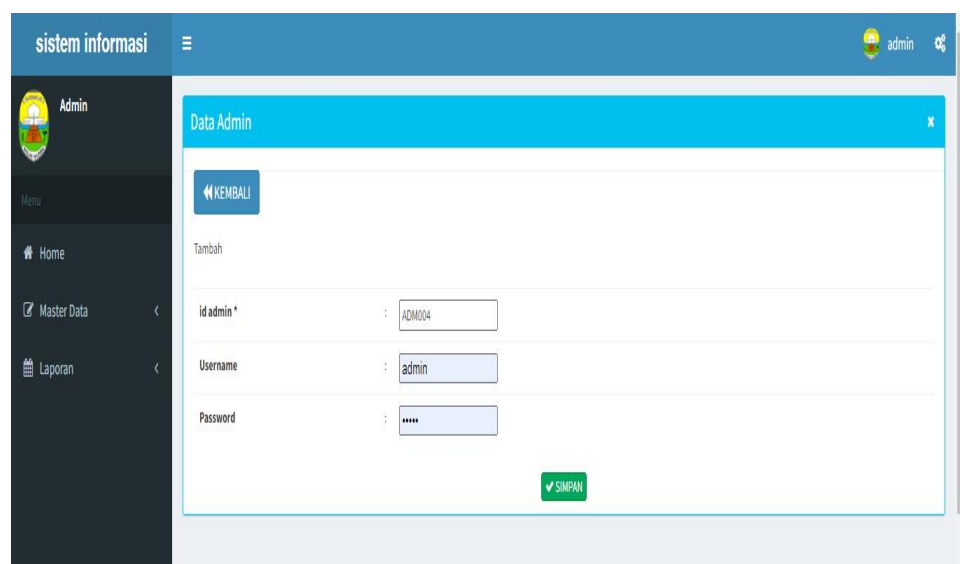 sistem informasi
admin
Admin
Menu
Home
Master Data
Laporan
Data Admin
KEMBALI
Tambah
id admin * : ADM004
Username : admin
Password : •••••
SIMPAN